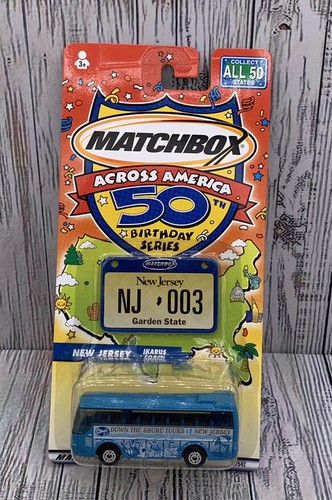 3+
COLLECT
ALL 50
STATES
MATCHBOX
ACROSS AMERICA
50TH
BIRTHDAY
SERIES
MATCHBOX
New Jersey
NJ 003
Garden State
NEW JERSEY
IKARUS
COACH
DOWN THE SHORE TOURS of NEW JERSEY